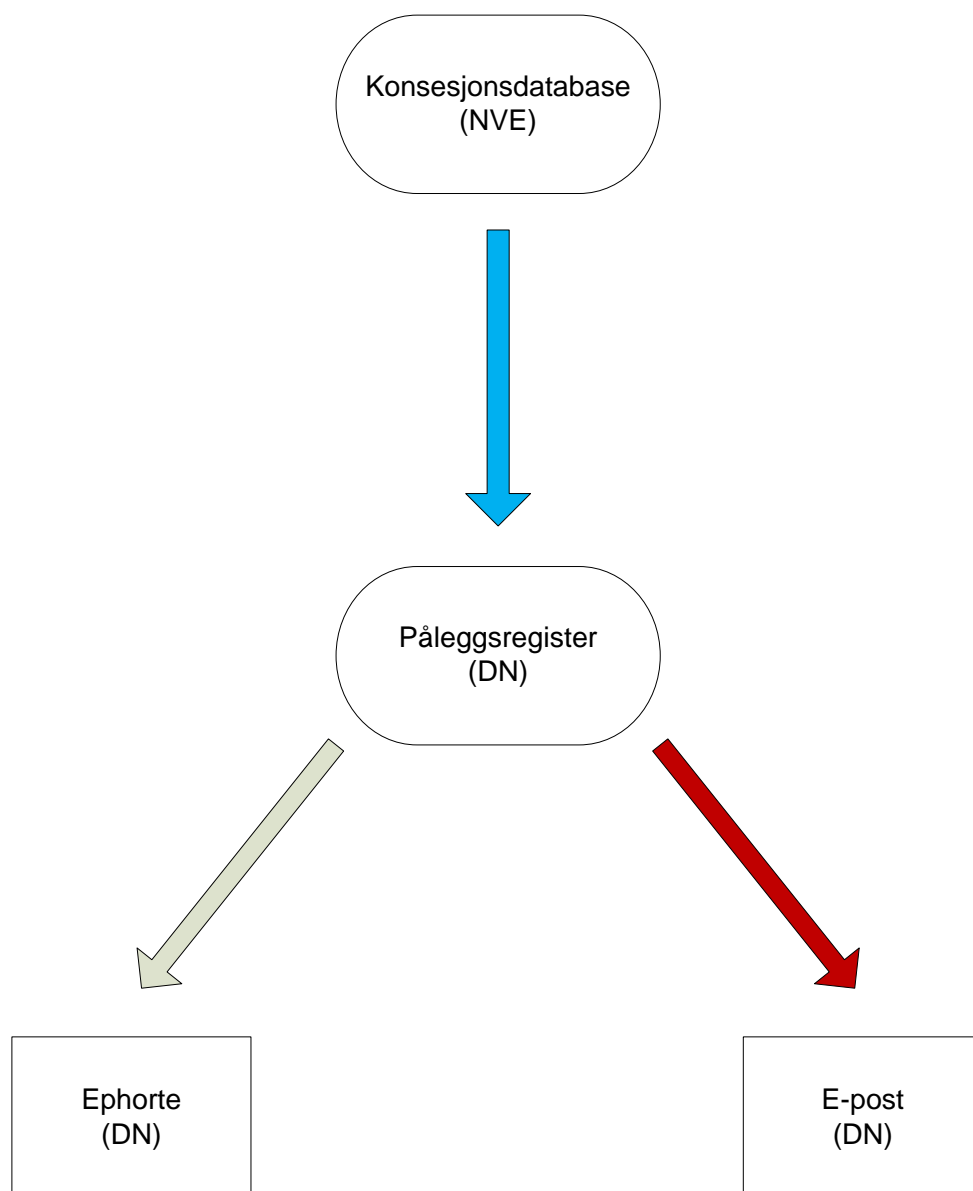 Konsesjonsdatabase
(NVE)
Påleggsregister
(DN)
Ephorte
(DN)
E-post
(DN)